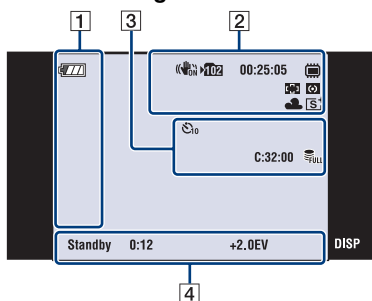 1
3
2
ON
102
00:25:05
S+
10
C:32:00
FULL
Standby 0:12 +2.0EV
DISP
4